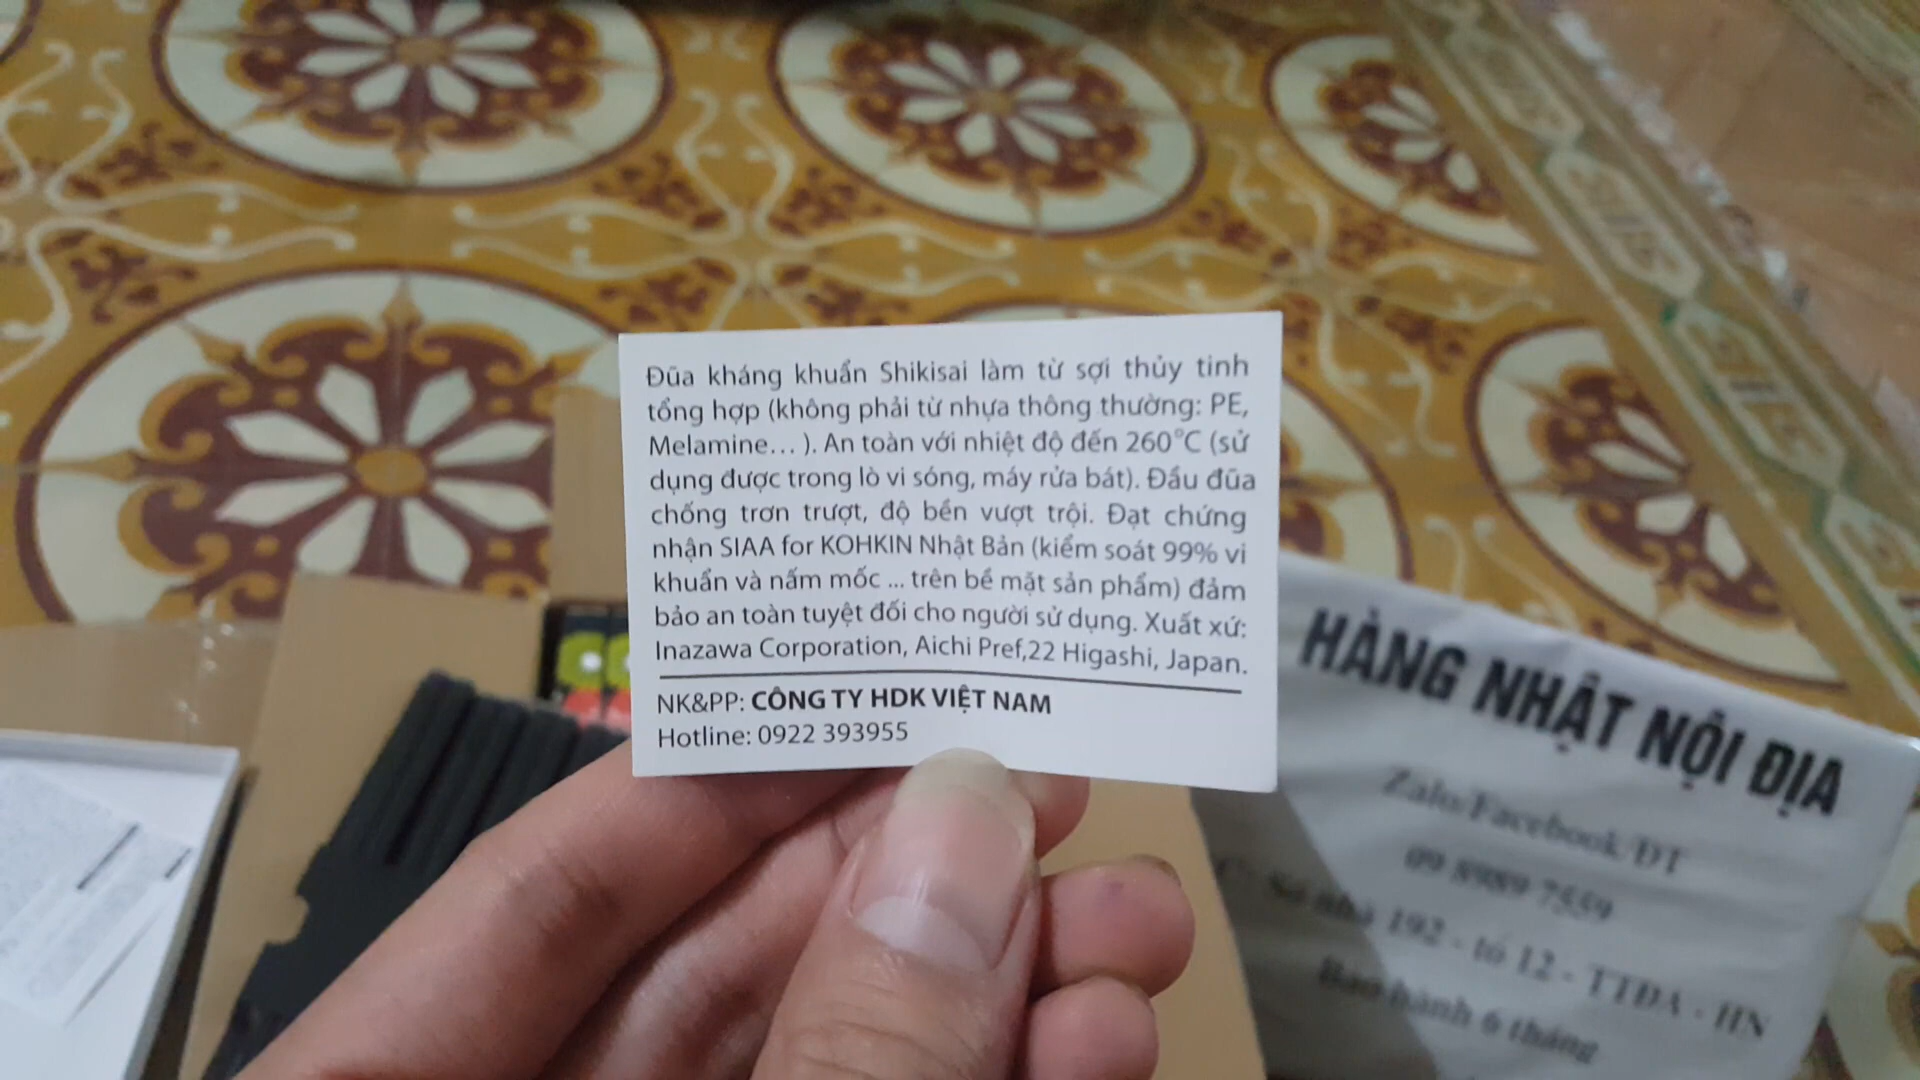 Đũa kháng khuẩn Shikisai làm từ sợi thủy tinh
tổng hợp (không phải từ nhựa thông thường: PE,
Melamine... ). An toàn với nhiệt độ đến 260°C (sử
dụng được trong lò vi sóng, máy rửa bát). Đầu đũa
chống trơn trượt, độ bền vượt trội. Đạt chứng
nhận SIAA for KOHKIN Nhật Bản (kiểm soát 99% vi
khuẩn và nấm mốc ... trên bề mặt sản phẩm) đảm
bảo an toàn tuyệt đối cho người sử dụng. Xuất xứ:
Inazawa Corporation, Aichi Pref,22 Higashi, Japan.
NK&PP: CÔNG TY HDK VIỆT NAM
Hotline: 0922 393955
HÀNG NHẬT NỘI ĐỊA
Zalo/Facebook/ĐT
09 8989 7559
Số nhà 192 - tổ 12 - TTĐA - HN
Bảo hành 6 tháng